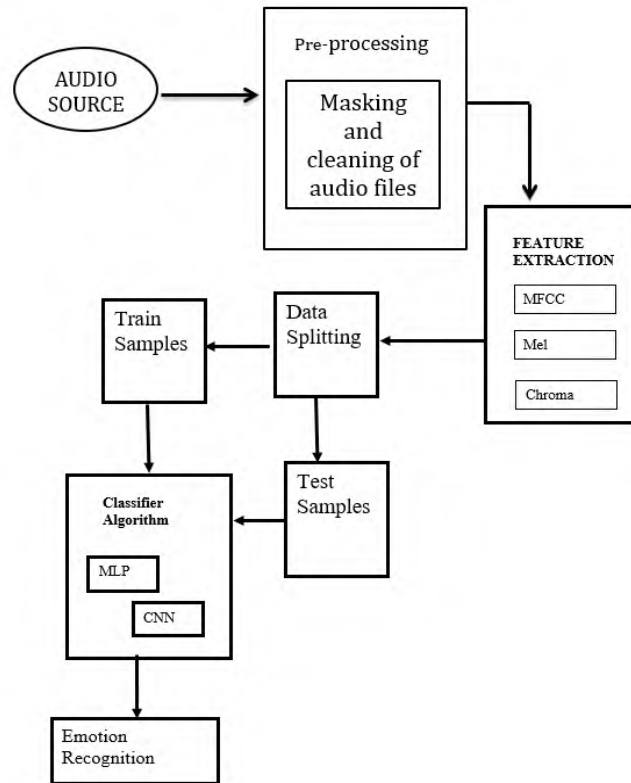 AUDIO
SOURCE
Pre-processing
Masking
and
cleaning of
audio files
FEATURE
EXTRACTION
MFCC
Mel
Chroma
Data
Splitting
Train
Samples
Test
Samples
Classifier
Algorithm
MLP
CNN
Emotion
Recognition